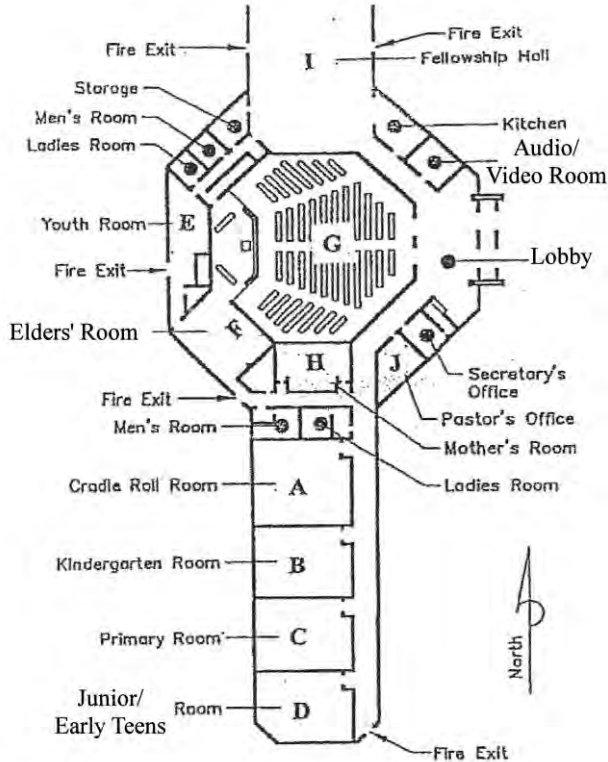 Fire Exit
Fire Exit
I
Fellowship Hall
Storage
Men's Room
Ladies Room
Kitchen
Audio/
Video Room
E
Youth Room
G
Fire Exit
Lobby
Elders' Room
F
H
J
Secretary's
Office
Fire Exit
Pastor's Office
Men's Room
Mother's Room
Ladies Room
Cradle Roll Room
A
Kindergarten Room
B
Primary Room
C
North
Junior/
Early Teens
Room
D
Fire Exit